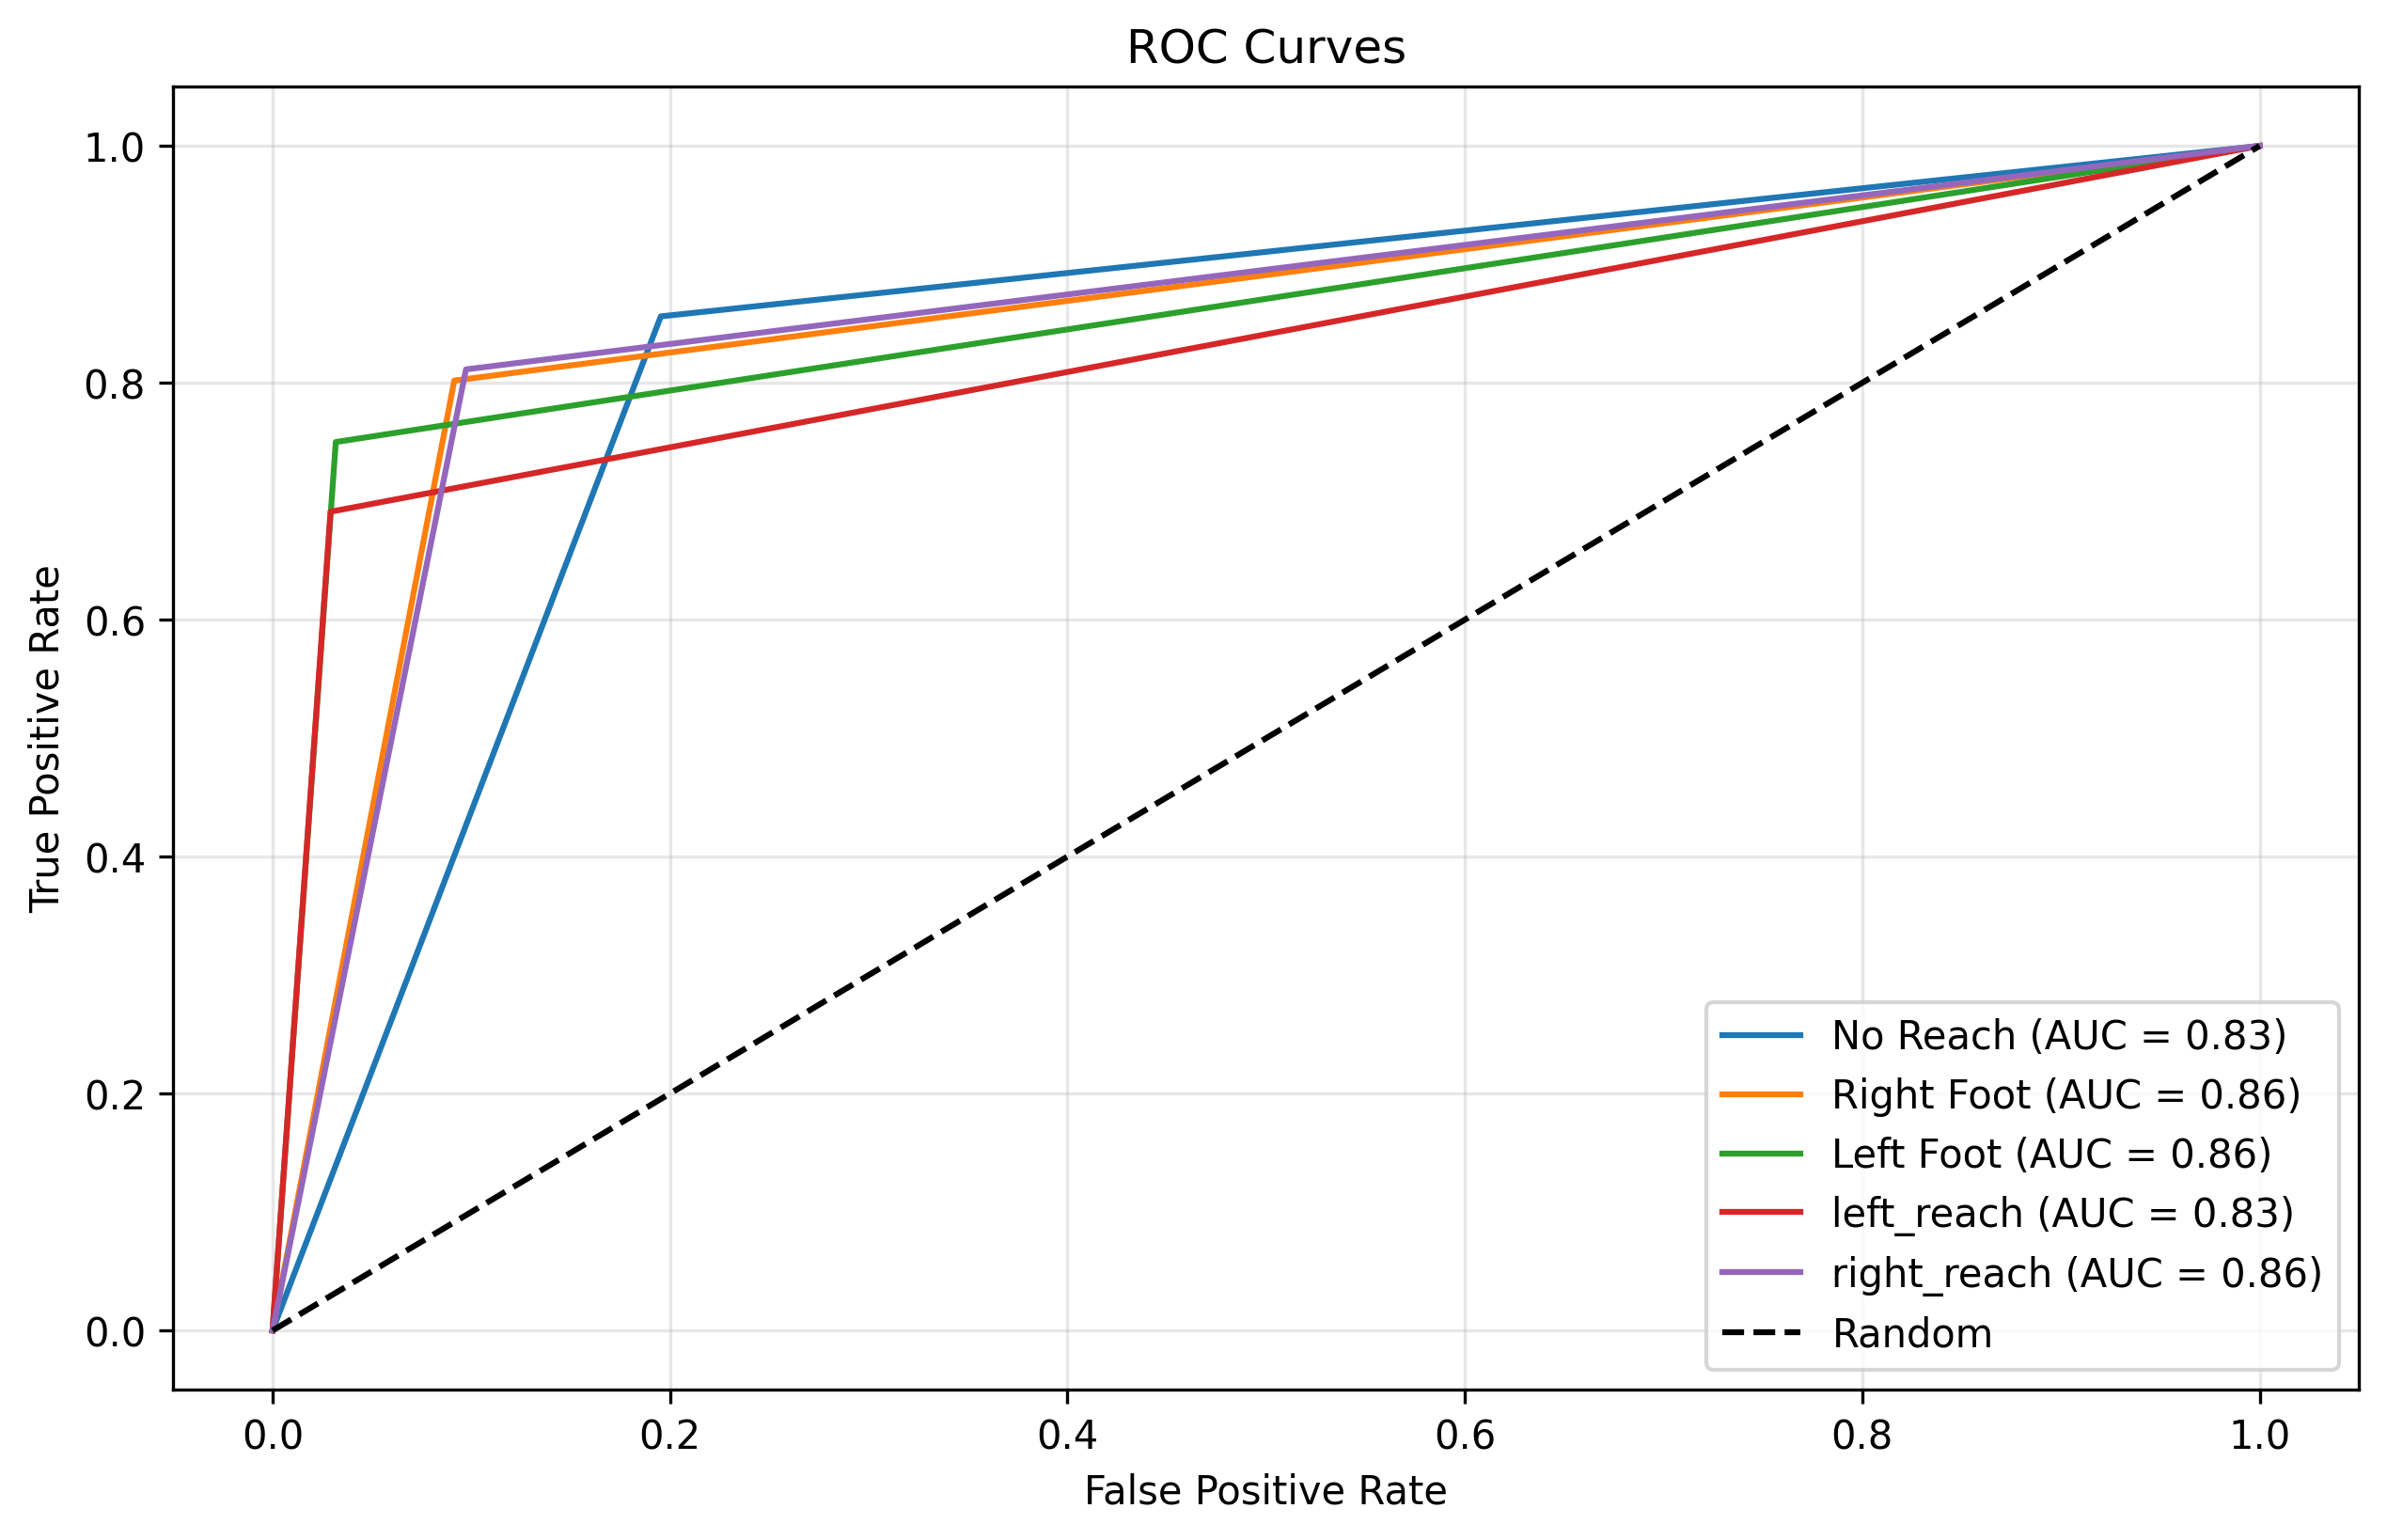 ROC Curves
True Positive Rate
1.0
0.8
0.6
0.4
0.2
0.0
No Reach (AUC = 0.83)
Right Foot (AUC = 0.86)
Left Foot (AUC = 0.86)
left_reach (AUC = 0.83)
right_reach (AUC = 0.86)
Random
0.0 0.2 0.4 0.6 0.8 1.0
False Positive Rate